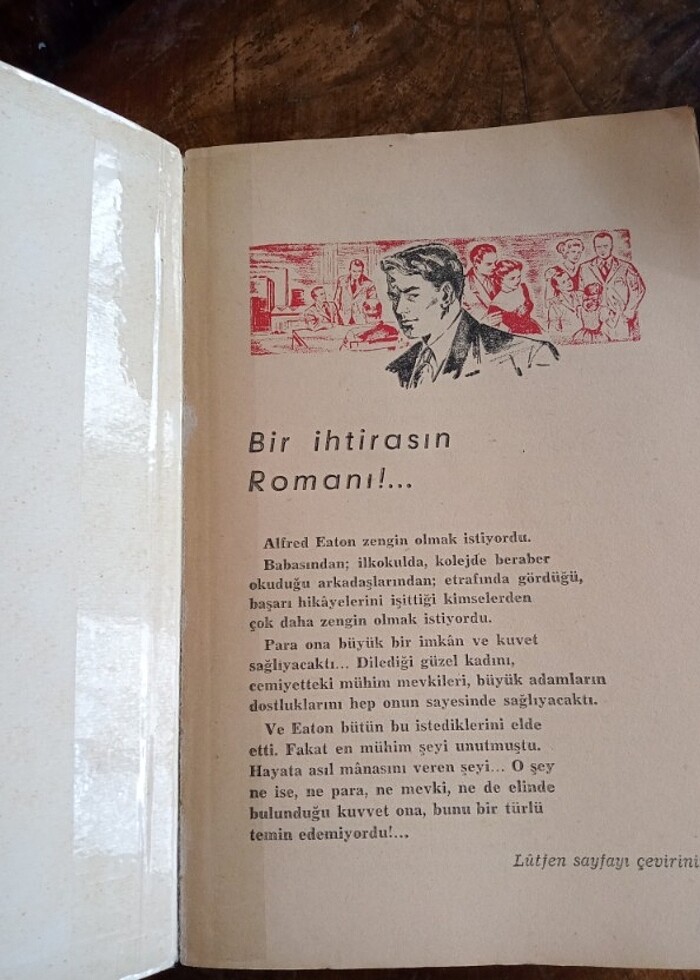 Bir ihtirasın
Romanı!...
Alfred Eaton zengin olmak istiyordu.
Babasından; ilkokulda, kolejde beraber
okuduğu arkadaşlarından; etrafında gördüğü,
başarı hikâyelerini işittiği kimselerden
çok daha zengin olmak istiyordu.
Para ona büyük bir imkân ve kuvet
sağlıyacaktı... Dilediği güzel kadını,
cemiyetteki mühim mevkileri, büyük adamların
dostluklarını hep onun sayesinde sağlıyacaktı.
Ve Eaton bütün bu istediklerini elde
etti. Fakat en mühim şeyi unutmuştu.
Hayata asıl mânasını veren şeyi... O şey
ne ise, ne para, ne mevki, ne de elinde
bulunduğu kuvvet ona, bunu bir türlü
temin edemiyordu!...
Lûtfen sayfayı çevirini